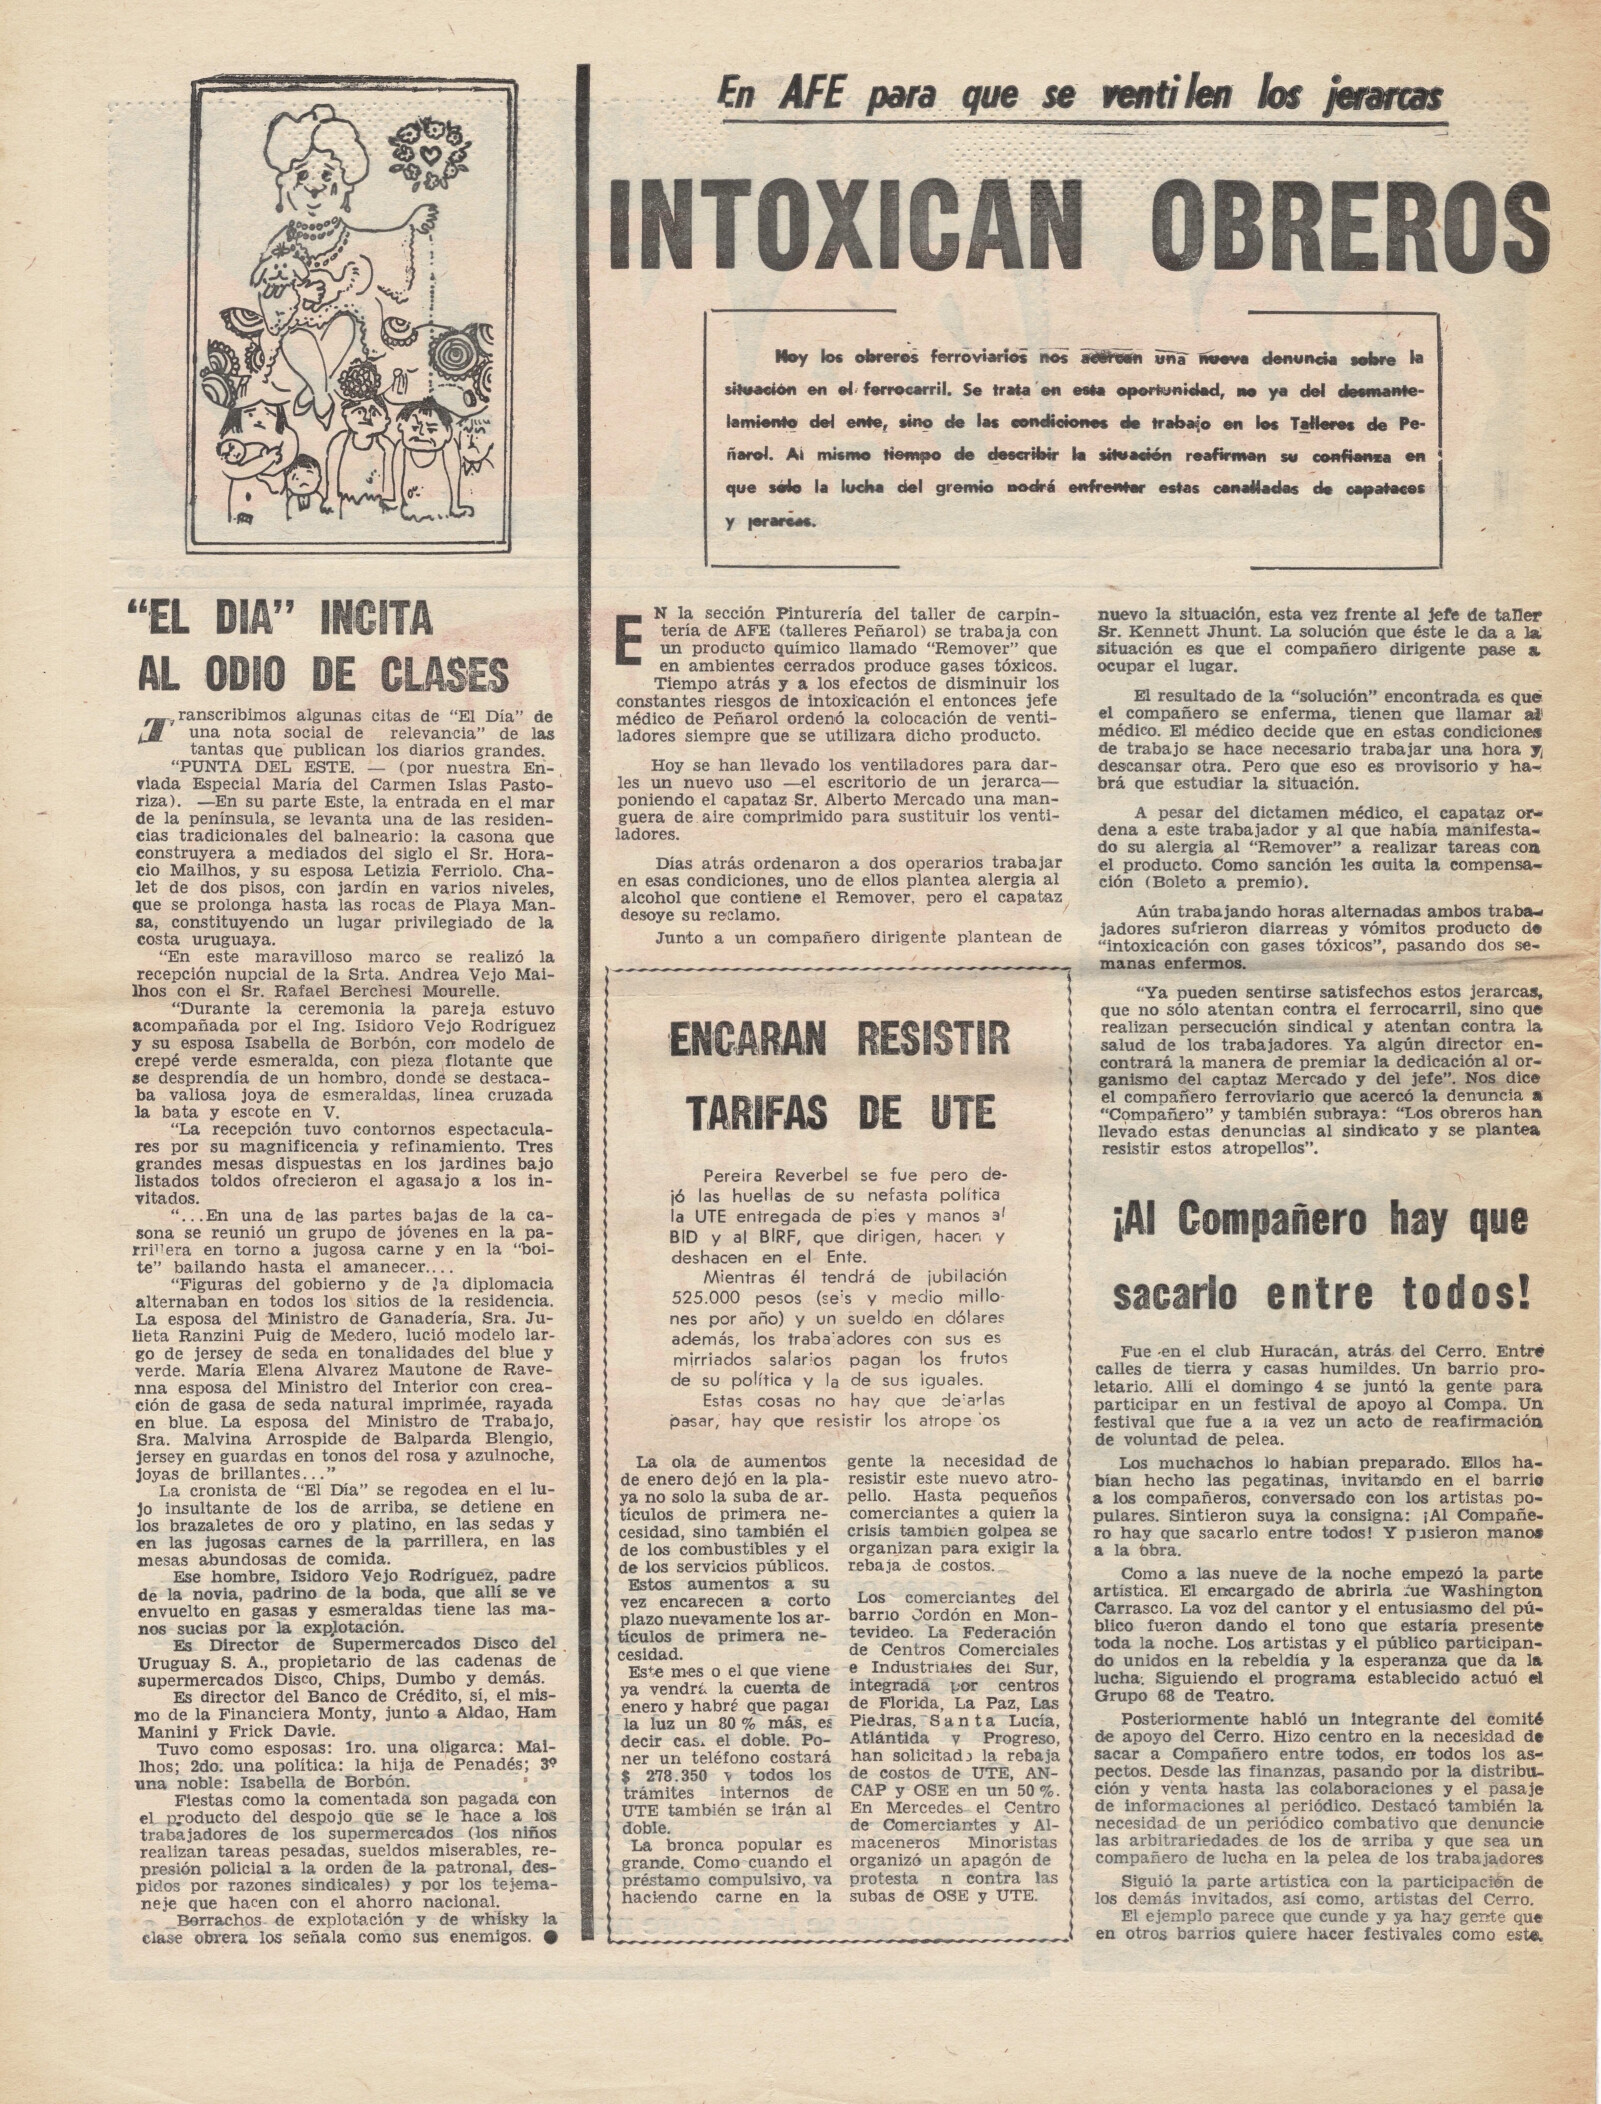 “EL DIA” INCITA
AL ODIO DE CLASES
Transcribimos algunas citas de “El Día” de
una nota social de relevancia” de las
tantas que publican los diarios grandes.
“PUNTA DEL ESTE. — (por nuestra En-
viada Especial María del Carmen Islas Pasto-
riza). —En su parte Este, la entrada en el mar
de la península, se levanta una de las residen-
cias tradicionales del balneario: la casona que
construyera a mediados del siglo el Sr. Hora-
cio Mailhos, y su esposa Letizia Ferriolo. Cha-
let de dos pisos, con jardín en varios niveles,
que se prolonga hasta las rocas de Playa Man-
sa, constituyendo un lugar privilegiado de la
costa uruguaya.
“En este maravilloso marco se realizó la
recepción nupcial de la Srta. Andrea Vejo Mai-
lhos con el Sr. Rafael Berchesi Mourelle.
“Durante la ceremonia la pareja estuvo
acompañada por el Ing. Isidoro Vejo Rodríguez
y su esposa Isabella de Borbón, con modelo de
crepé verde esmeralda, con pieza flotante que
se desprendía de un hombro, donde se destaca-
ba valiosa joya de esmeraldas, línea cruzada
la bata y escote en V.
“La recepción tuvo contornos espectacula-
res por su magnificencia y refinamiento. Tres
grandes mesas dispuestas en los jardines bajo
listados toldos ofrecieron el agasajo a los in-
vitados.
“...En una de las partes bajas de la ca-
sona se reunió un grupo de jóvenes en la pa-
rrillera en torno a jugosa carne y en la “boi-
te” bailando hasta el amanecer....
“Figuras del gobierno y de la diplomacia
alternaban en todos los sitios de la residencia.
La esposa del Ministro de Ganadería, Sra. Ju-
lieta Ranzini Puig de Medero, lució modelo lar-
go de jersey de seda en tonalidades del blue y
verde. María Elena Alvarez Mautone de Rave-
nna esposa del Ministro del Interior con crea-
ción de gasa de seda natural imprimée, rayada
en blue. La esposa del Ministro de Trabajo,
Sra. Malvina Arrospide de Balparda Blengio,
jersey en guardas en tonos del rosa y azulnoche,
joyas de brillantes...”
La cronista de “El Día” se regodea en el lu-
jo insultante de los de arriba, se detiene en
los brazaletes de oro y platino, en las sedas y
en las jugosas carnes de la parrillera, en las
mesas abundosas de comida.
Ese hombre, Isidoro Vejo Rodríguez, padre
de la novia, padrino de la boda, que allí se ve
envuelto en gasas y esmeraldas tiene las ma-
nos sucias por la explotación.
Es Director de Supermercados Disco del
Uruguay S. A., propietario de las cadenas de
supermercados Disco, Chips, Dumbo y demás.
Es director del Banco de Crédito, sí, el mis-
mo de la Financiera Monty, junto a Aldao, Ham
Manini y Frick Davie.
Tuvo como esposas: 1ro. una oligarca: Mai-
lhos; 2do. una política: la hija de Penadés; 3º
una noble: Isabella de Borbón.
Fiestas como la comentada son pagada con
el producto del despojo que se le hace a los
trabajadores de los supermercados (los niños
realizan tareas pesadas, sueldos miserables, re-
presión policial a la orden de la patronal, des-
pidos por razones sindicales) y por los tejema-
neje que hacen con el ahorro nacional.
Borrachos de explotación y de whisky la
clase obrera los señala como sus enemigos.
En AFE para que se ventilen los jerarcas
INTOXICAN OBREROS
Hoy los obreros ferroviarios nos acercan una nueva denuncia sobre la
situación en el ferrocarril. Se trata en esta oportunidad, no ya del desmante-
lamiento del ente, sino de las condiciones de trabajo en los Talleres de Pe-
ñarol. Al mismo tiempo de describir la situación reafirman su confianza en
que sólo la lucha del gremio podrá enfrentar estas canalladas de capataces
y jerarcas.
EN la sección Pinturería del taller de carpin-
tería de AFE (talleres Peñarol) se trabaja con
un producto químico llamado “Remover” que
en ambientes cerrados produce gases tóxicos.
Tiempo atrás y a los efectos de disminuir los
constantes riesgos de intoxicación el entonces jefe
médico de Peñarol ordenó la colocación de venti-
ladores siempre que se utilizara dicho producto.
Hoy se han llevado los ventiladores para dar-
les un nuevo uso —el escritorio de un jerarca—
poniendo el capataz Sr. Alberto Mercado una man-
guera de aire comprimido para sustituir los venti-
ladores.
Días atrás ordenaron a dos operarios trabajar
en esas condiciones, uno de ellos plantea alergia al
alcohol que contiene el Remover, pero el capataz
desoye su reclamo.
Junto a un compañero dirigente plantean de
nuevo la situación, esta vez frente al jefe de taller
Sr. Kennett Jhunt. La solución que éste le da a la
situación es que el compañero dirigente pase a
ocupar el lugar.
El resultado de la “solución” encontrada es que
el compañero se enferma, tienen que llamar al
médico. El médico decide que en estas condiciones
de trabajo se hace necesario trabajar una hora y
descansar otra. Pero que eso es provisorio y ha-
brá que estudiar la situación.
A pesar del dictamen médico, el capataz or-
dena a este trabajador y al que había manifesta-
do su alergia al “Remover” a realizar tareas con
el producto. Como sanción les quita la compensa-
ción (Boleto a premio).
Aún trabajando horas alternadas ambos traba-
jadores sufrieron diarreas y vómitos producto de
“intoxicación con gases tóxicos”, pasando dos se-
manas enfermos.
“Ya pueden sentirse satisfechos estos jerarcas,
que no sólo atentan contra el ferrocarril, sino que
realizan persecución sindical y atentan contra la
salud de los trabajadores. Ya algún director en-
contrará la manera de premiar la dedicación al or-
ganismo del captaz Mercado y del jefe”. Nos dice
el compañero ferroviario que acercó la denuncia a
“Compañero” y también subraya: “Los obreros han
llevado estas denuncias al sindicato y se plantea
resistir estos atropellos”.
ENCARAN RESISTIR
TARIFAS DE UTE
Pereira Reverbel se fue pero de-
jó las huellas de su nefasta política
la UTE entregada de pies y manos al
BID y al BIRF, que dirigen, hacen y
deshacen en el Ente.
Mientras él tendrá de jubilación
525.000 pesos (seis y medio millo-
nes por año) y un sueldo en dólares
además, los trabajadores con sus es
mirriados salarios pagan los frutos
de su política y la de sus iguales.
Estas cosas no hay que dejarlas
pasar, hay que resistir los atropellos
La ola de aumentos
de enero dejó en la pla-
ya no solo la suba de ar-
tículos de primera ne-
cesidad, sino también el
de los combustibles y el
de los servicios públicos.
Estos aumentos a su
vez encarecen a corto
plazo nuevamente los ar-
tículos de primera ne-
cesidad.
Este mes o el que viene
ya vendrá la cuenta de
enero y habré que pagar
la luz un 80 % más, es
decir casi el doble. Po-
ner un teléfono costará
$ 278.350 y todos los
trámites internos de
UTE también se irán al
doble.
La bronca popular es
grande. Como cuando el
préstamo compulsivo, va
haciendo carne en la
gente la necesidad de
resistir este nuevo atro-
pello. Hasta pequeños
comerciantes a quien la
crisis también golpea se
organizan para exigir la
rebaja de costos.
Los comerciantes del
barrio Cordón en Mon-
tevideo. La Federación
de Centros Comerciales
e Industriales del Sur,
integrada por centros
de Florida, La Paz, Las
Piedras, Santa Lucía,
Atlántida y Progreso,
han solicitado la rebaja
de costos de UTE, AN-
CAP y OSE en un 50 %.
En Mercedes el Centro
de Comerciantes y Al-
maceneros Minoristas
organizó un apagón de
protesta n contra las
subas de OSE y UTE.
¡Al Compañero hay que
sacarlo entre todos!
Fue en el club Huracán, atrás del Cerro. Entre
calles de tierra y casas humildes. Un barrio pro-
letario. Allí el domingo 4 se juntó la gente para
participar en un festival de apoyo al Compa. Un
festival que fue a la vez un acto de reafirmación
de voluntad de pelea.
Los muchachos lo habían preparado. Ellos ha-
bían hecho las pegatinas, invitando en el barrio
a los compañeros, conversado con los artistas po-
pulares. Sintieron suya la consigna: ¡Al Compañe-
ro hay que sacarlo entre todos! Y pusieron manos
a la obra.
Como a las nueve de la noche empezó la parte
artística. El encargado de abrirla fue Washington
Carrasco. La voz del cantor y el entusiasmo del pú-
blico fueron dando el tono que estaría presente
toda la noche. Los artistas y el público participan-
do unidos en la rebeldía y la esperanza que da la
lucha. Siguiendo el programa establecido actuó el
Grupo 68 de Teatro.
Posteriormente habló un integrante del comité
de apoyo del Cerro. Hizo centro en la necesidad de
sacar a Compañero entre todos, en todos los as-
pectos. Desde las finanzas, pasando por la distribu-
ción y venta hasta las colaboraciones y el pasaje
de informaciones al periódico. Destacó también la
necesidad de un periódico combativo que denuncie
las arbitrariedades de los de arriba y que sea un
compañero de lucha en la pelea de los trabajadores
Siguió la parte artística con la participación de
los demás invitados, así como, artistas del Cerro.
El ejemplo parece que cunde y ya hay gente que
en otros barrios quiere hacer festivales como este.